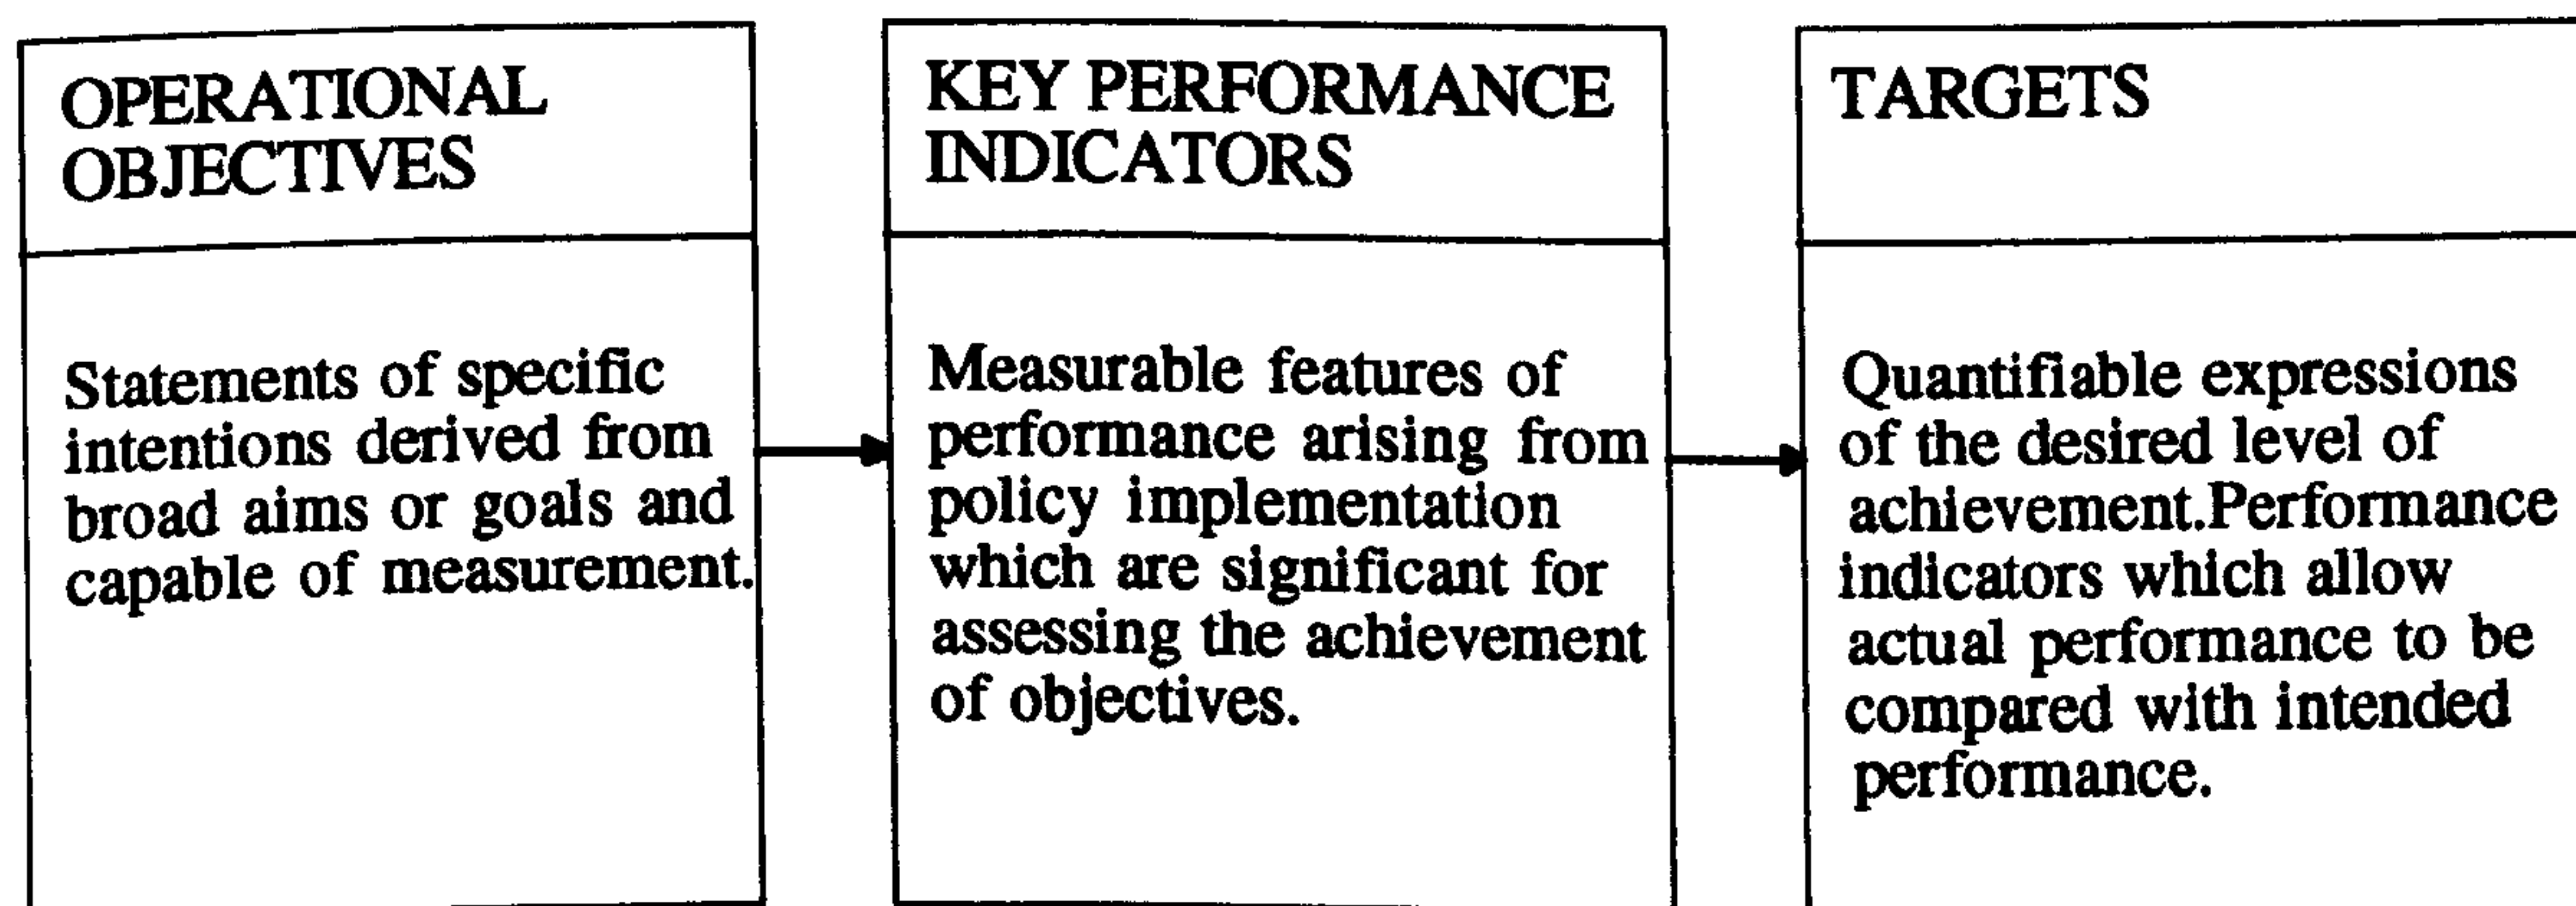 OPERATIONAL
OBJECTIVES
Statements of specific
intentions derived from
broad aims or goals and
capable of measurement.
KEY PERFORMANCE
INDICATORS
Measurable features of
performance arising from
policy implementation
which are significant for
assessing the achievement
of objectives.
TARGETS
Quantifiable expressions
of the desired level of
achievement.Performance
indicators which allow
actual performance to be
compared with intended
performance.